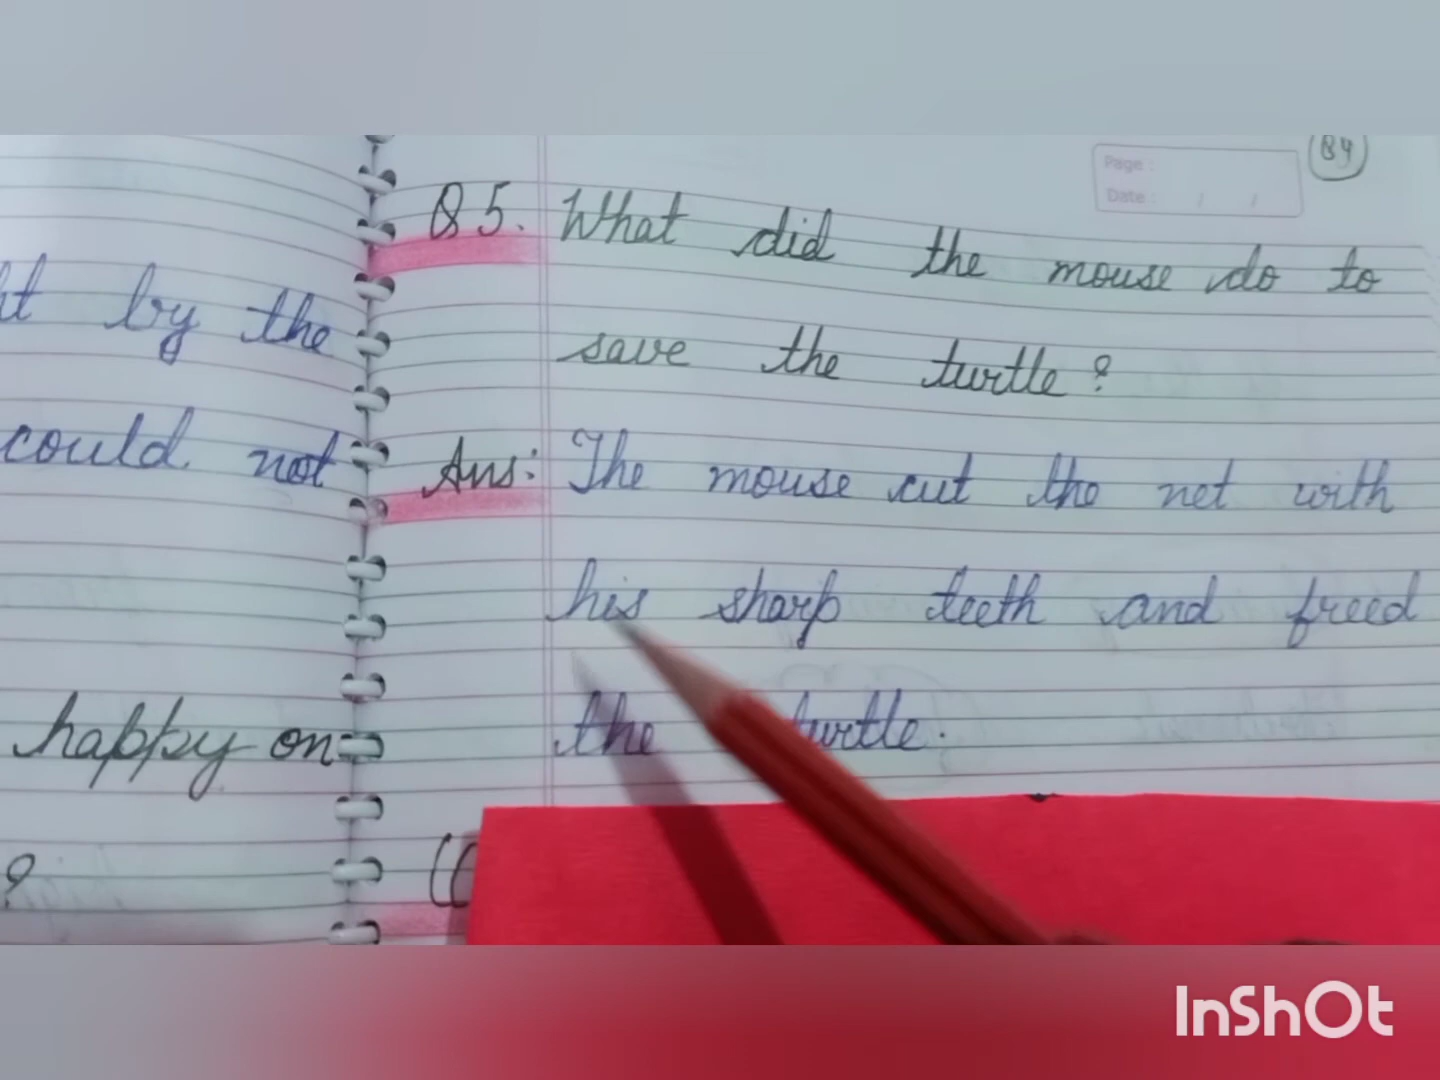 by the
could not
happy on
?
Page :
Date : / /
84
Q5. What did the mouse do to
save the turtle?
Ans: The mouse cut the net with
his sharp teeth and freed
the turtle.
InShOt